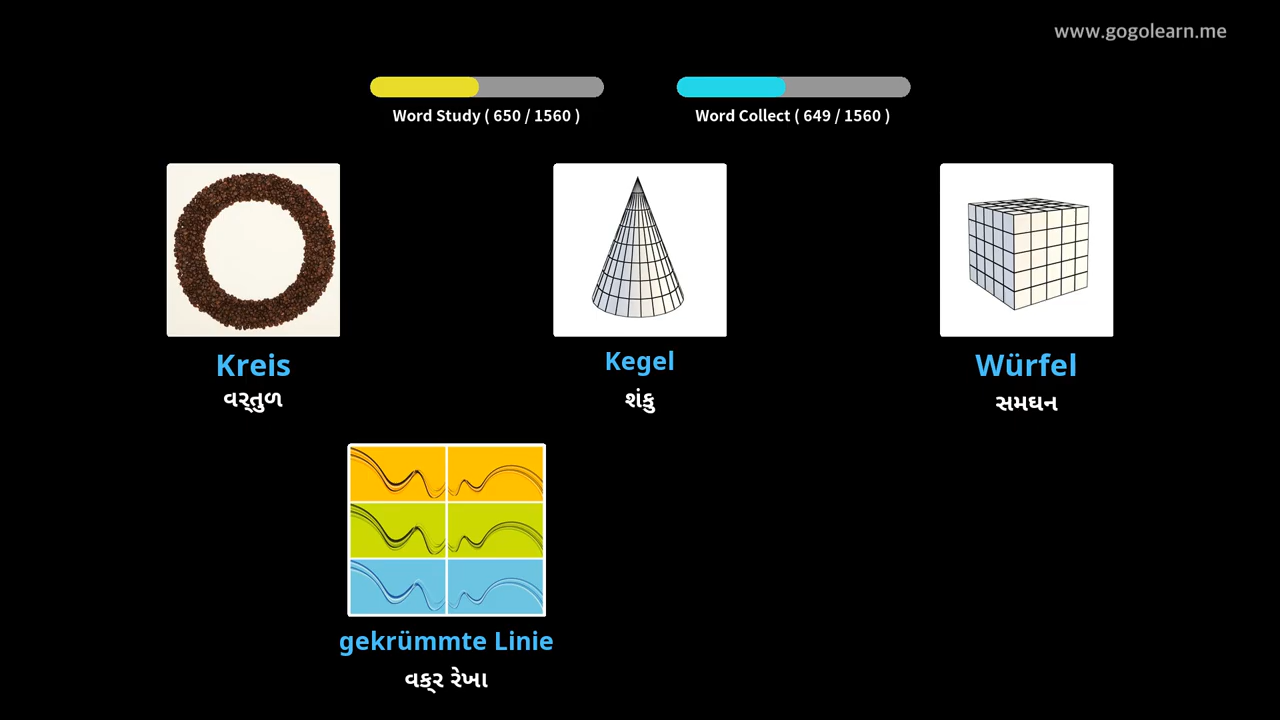 www.gogolearn.me
Word Study ( 650 / 1560 )
Word Collect ( 649 / 1560 )
Kreis
વર્તુળ
Kegel
શંકુ
Würfel
સમઘન
gekrümmte Linie
વક્ર રેખા